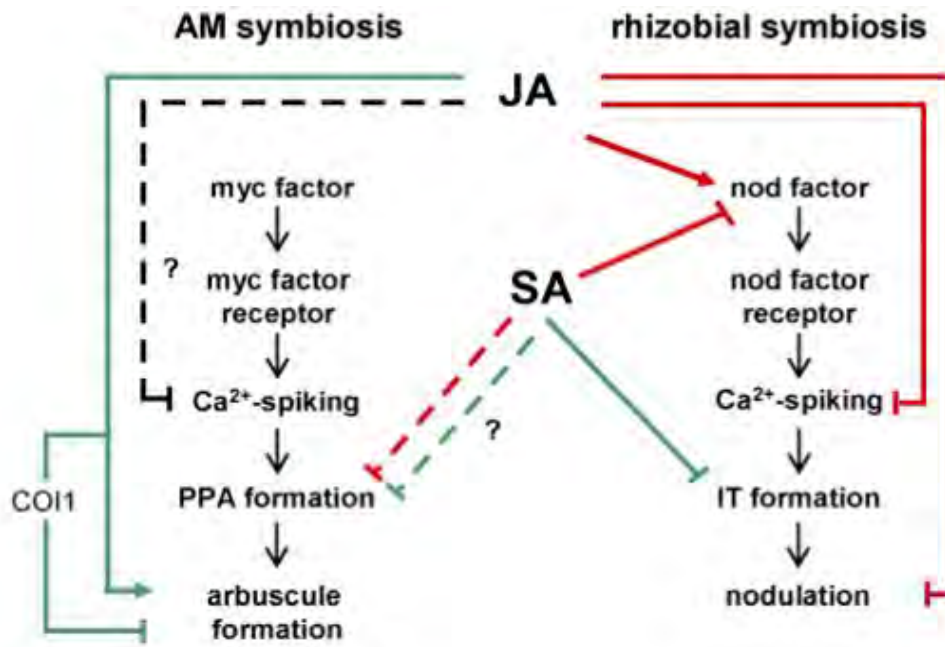 AM symbiosis
rhizobial symbiosis
JA
myc factor
nod factor
?
myc factor
receptor
SA
nod factor
receptor
Ca²⁺-spiking
Ca²⁺-spiking
?
COI1
PPA formation
IT formation
arbuscule
formation
nodulation